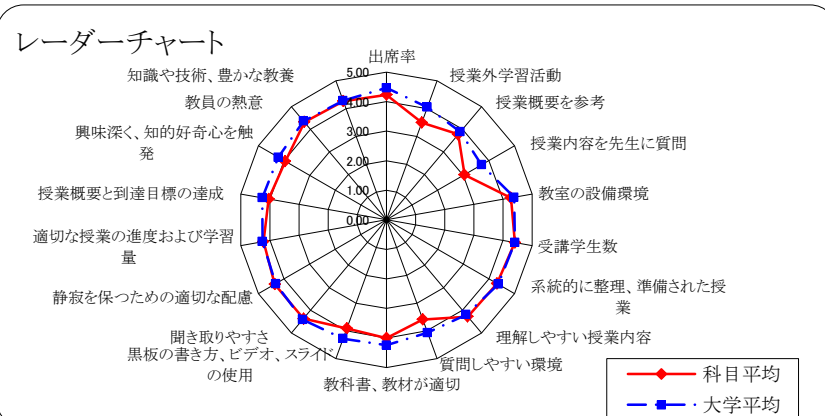 レーダーチャート
出席率
授業外学習活動
授業概要を参考
授業内容を先生に質問
教室の設備環境
受講学生数
系統的に整理、準備された授
業
理解しやすい授業内容
質問しやすい環境
教科書、教材が適切
黒板の書き方、ビデオ、スライド
の使用
聞き取りやすさ
静寂を保つための適切な配慮
適切な授業の進度および学習
量
授業概要と到達目標の達成
興味深く、知的好奇心を触
発
教員の熱意
知識や技術、豊かな教養
5.00
4.00
3.00
2.00
1.00
0.00
科目平均
大学平均